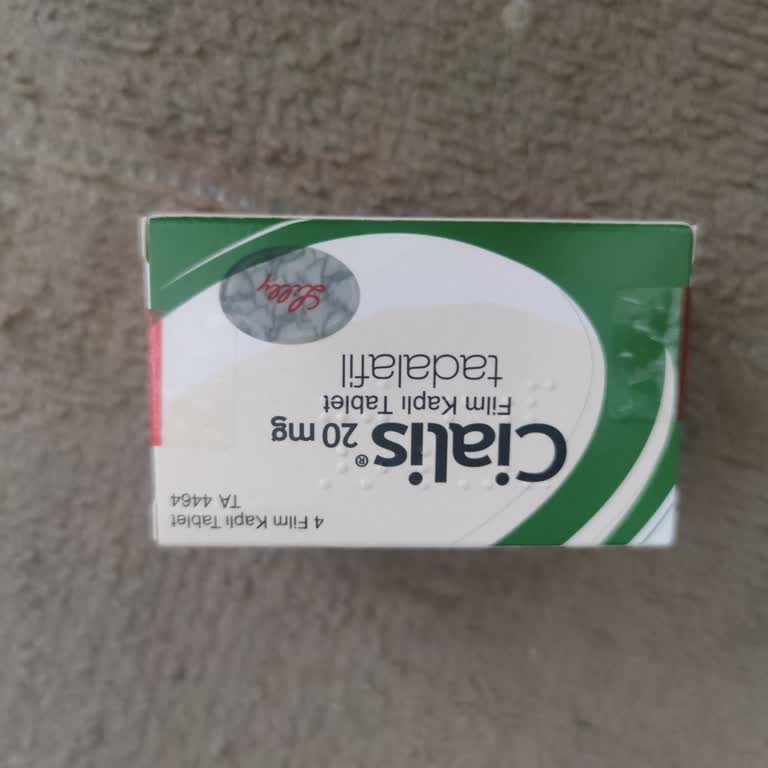 4 Film Kaplı Tablet
TA 4464
Cialis® 20 mg
Film Kaplı Tablet
tadalafil
Lilly